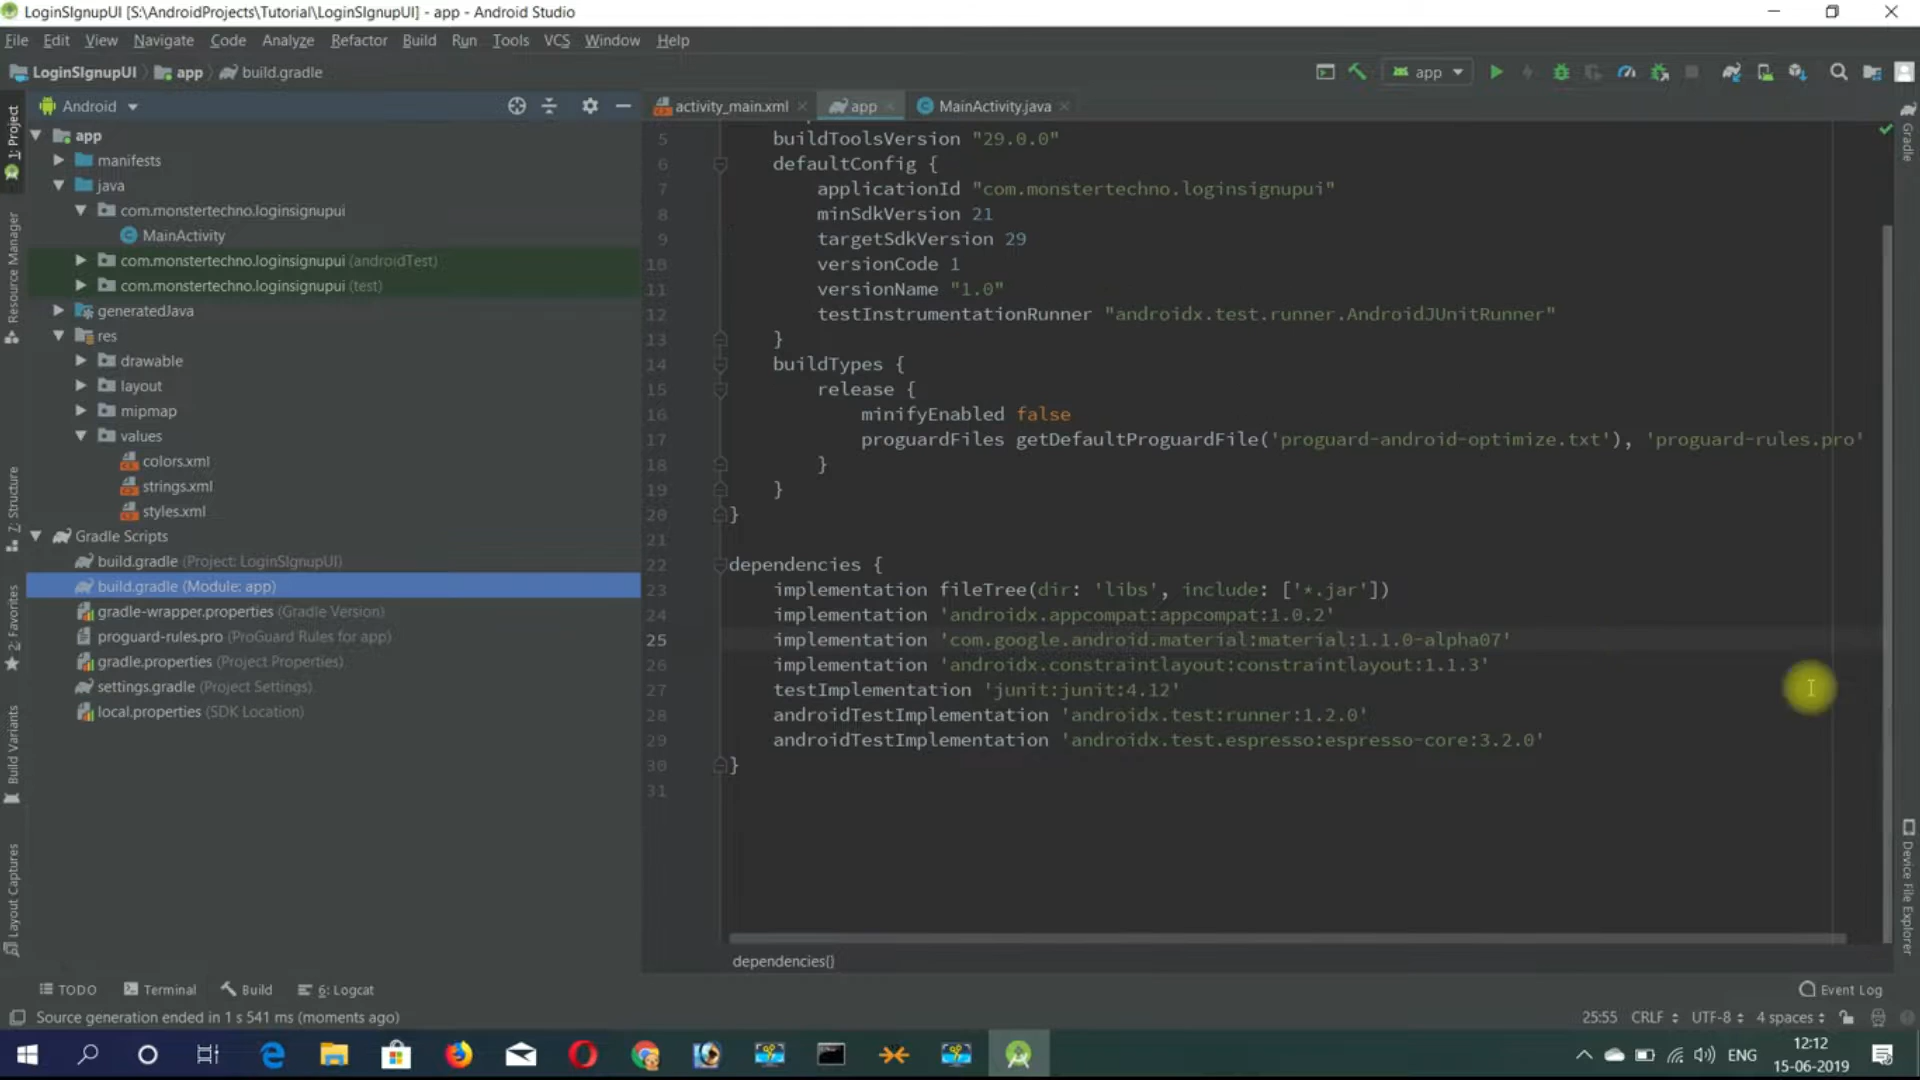 LoginSIgnupUI [S:\AndroidProjects\Tutorial\LoginSIgnupUI] - app - Android Studio
File Edit View Navigate Code Analyze Refactor Build Run Tools VCS Window Help
LoginSIgnupUI app build.gradle app
Android activity_main.xml app MainActivity.java
1: Project
Resource Manager
Z: Structure
2: Favorites
Build Variants
Layout Captures
app
manifests
java
com.monstertechno.loginsignupui
MainActivity
com.monstertechno.loginsignupui (androidTest)
com.monstertechno.loginsignupui (test)
generatedJava
res
drawable
layout
mipmap
values
colors.xml
strings.xml
styles.xml
Gradle Scripts
build.gradle (Project: LoginSIgnupUI)
build.gradle (Module: app)
gradle-wrapper.properties (Gradle Version)
proguard-rules.pro (ProGuard Rules for app)
gradle.properties (Project Properties)
settings.gradle (Project Settings)
local.properties (SDK Location)
5 buildToolsVersion "29.0.0"
6 defaultConfig {
7 applicationId "com.monstertechno.loginsignupui"
8 minSdkVersion 21
9 targetSdkVersion 29
10 versionCode 1
11 versionName "1.0"
12 testInstrumentationRunner "androidx.test.runner.AndroidJUnitRunner"
13 }
14 buildTypes {
15 release {
16 minifyEnabled false
17 proguardFiles getDefaultProguardFile('proguard-android-optimize.txt'), 'proguard-rules.pro'
18 }
19 }
20 }
21
22 dependencies {
23 implementation fileTree(dir: 'libs', include: ['*.jar'])
24 implementation 'androidx.appcompat:appcompat:1.0.2'
25 implementation 'com.google.android.material:material:1.1.0-alpha07'
26 implementation 'androidx.constraintlayout:constraintlayout:1.1.3'
27 testImplementation 'junit:junit:4.12'
28 androidTestImplementation 'androidx.test:runner:1.2.0'
29 androidTestImplementation 'androidx.test.espresso:espresso-core:3.2.0'
30 }
31
dependencies{}
Gradle
Device File Explorer
TODO Terminal Build 6: Logcat Event Log
Source generation ended in 1 s 541 ms (moments ago) 25:55 CRLF UTF-8 4 spaces
ENG 12:12
15-06-2019